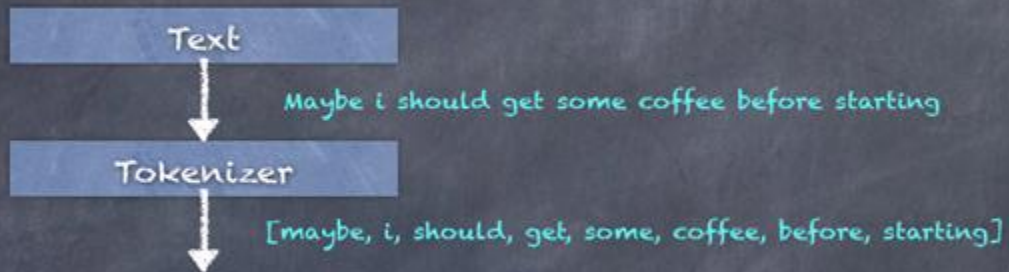 Text
Maybe i should get some coffee before starting
Tokenizer
[maybe, i, should, get, some, coffee, before, starting]